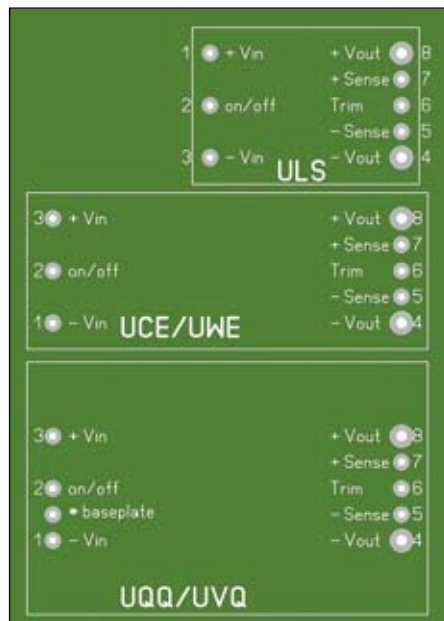 1 + Vin + Vout 8
+ Sense 7
2 on/off Trim 6
− Sense 5
3 − Vin − Vout 4
ULS
3 + Vin + Vout 8
+ Sense 7
2 on/off Trim 6
− Sense 5
1 − Vin − Vout 4
UCE/UWE
3 + Vin + Vout 8
+ Sense 7
2 on/off Trim 6
* baseplate − Sense 5
1 − Vin − Vout 4
UQQ/UVQ